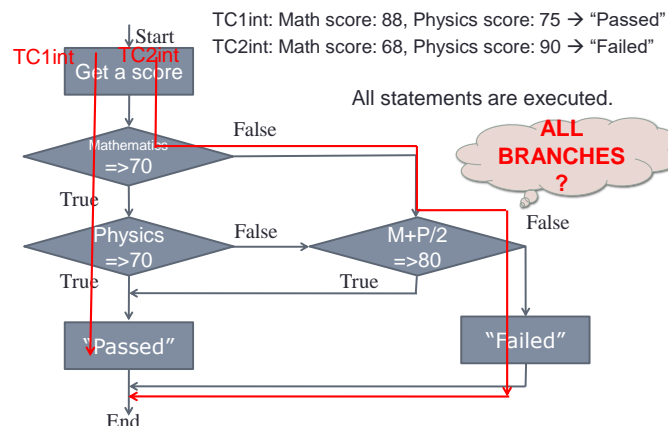 Start
TC1int: Math score: 88, Physics score: 75 → “Passed”
TC2int: Math score: 68, Physics score: 90 → “Failed”
TC1int
TC2int
Get a score
All statements are executed.
False
ALL
BRANCHES
?
Mathematics
=>70
True
False
Physics
=>70
False
M+P/2
=>80
True
True
“Passed”
“Failed”
End